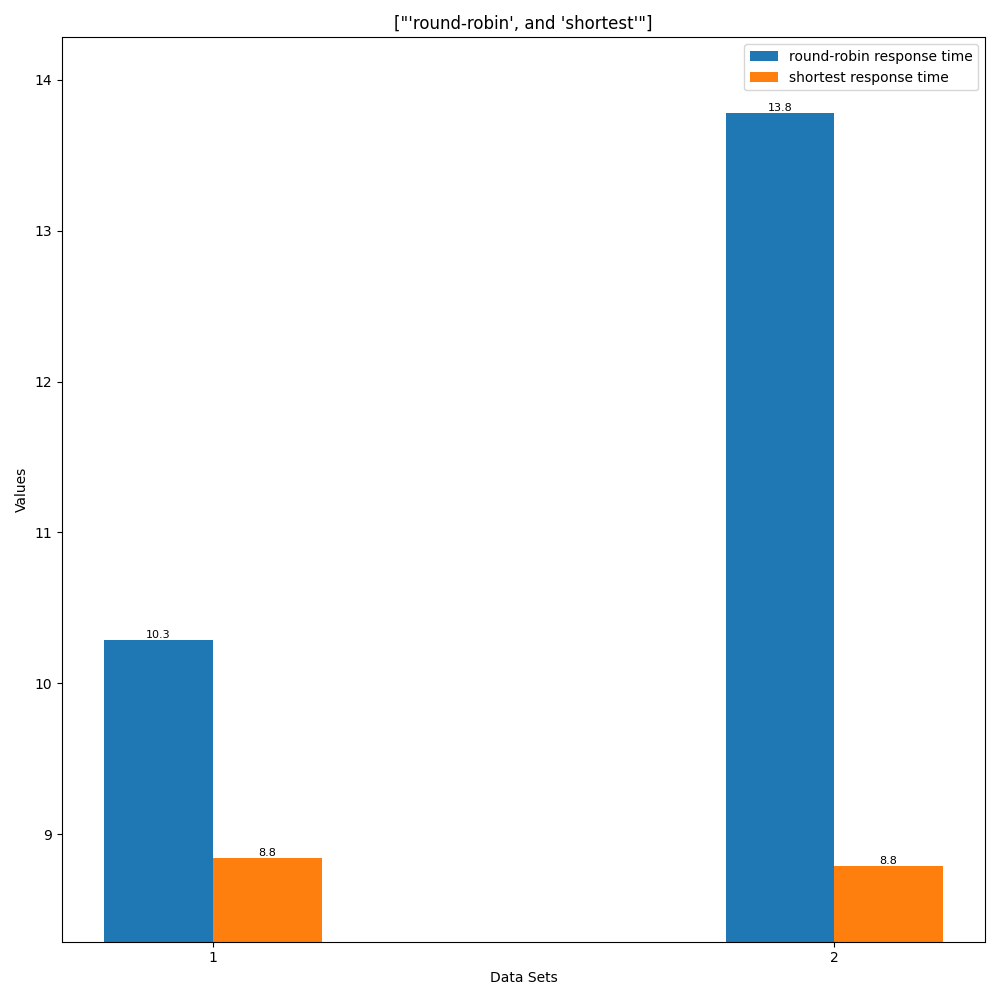 ["'round-robin', and 'shortest'"]
round-robin response time
shortest response time
14
13
12
11
10
9
Values
10.3
8.8
13.8
8.8
1
2
Data Sets